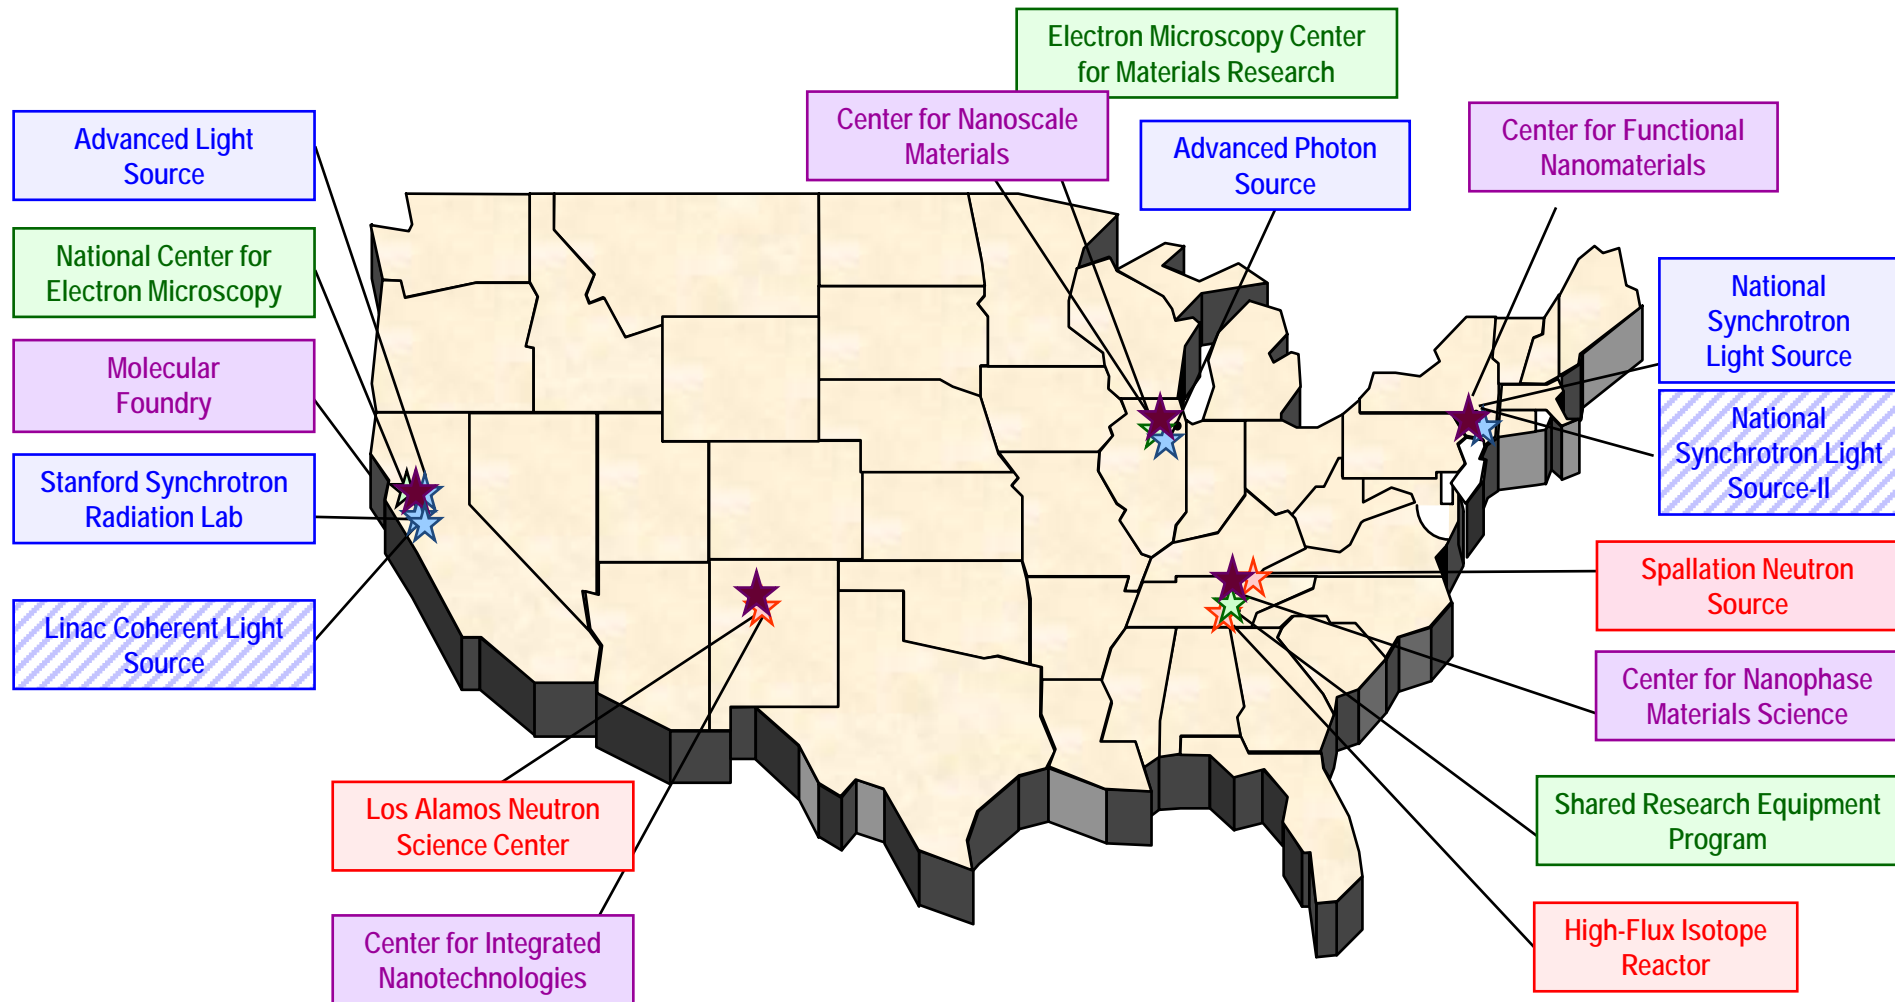 Electron Microscopy Center
for Materials Research
Center for Nanoscale
Materials
Advanced Photon
Source
Center for Functional
Nanomaterials
Advanced Light
Source
National Center for
Electron Microscopy
Molecular
Foundry
Stanford Synchrotron
Radiation Lab
Linac Coherent Light
Source
National
Synchrotron
Light Source
National
Synchrotron Light
Source-II
Spallation Neutron
Source
Center for Nanophase
Materials Science
Shared Research Equipment
Program
High-Flux Isotope
Reactor
Los Alamos Neutron
Science Center
Center for Integrated
Nanotechnologies